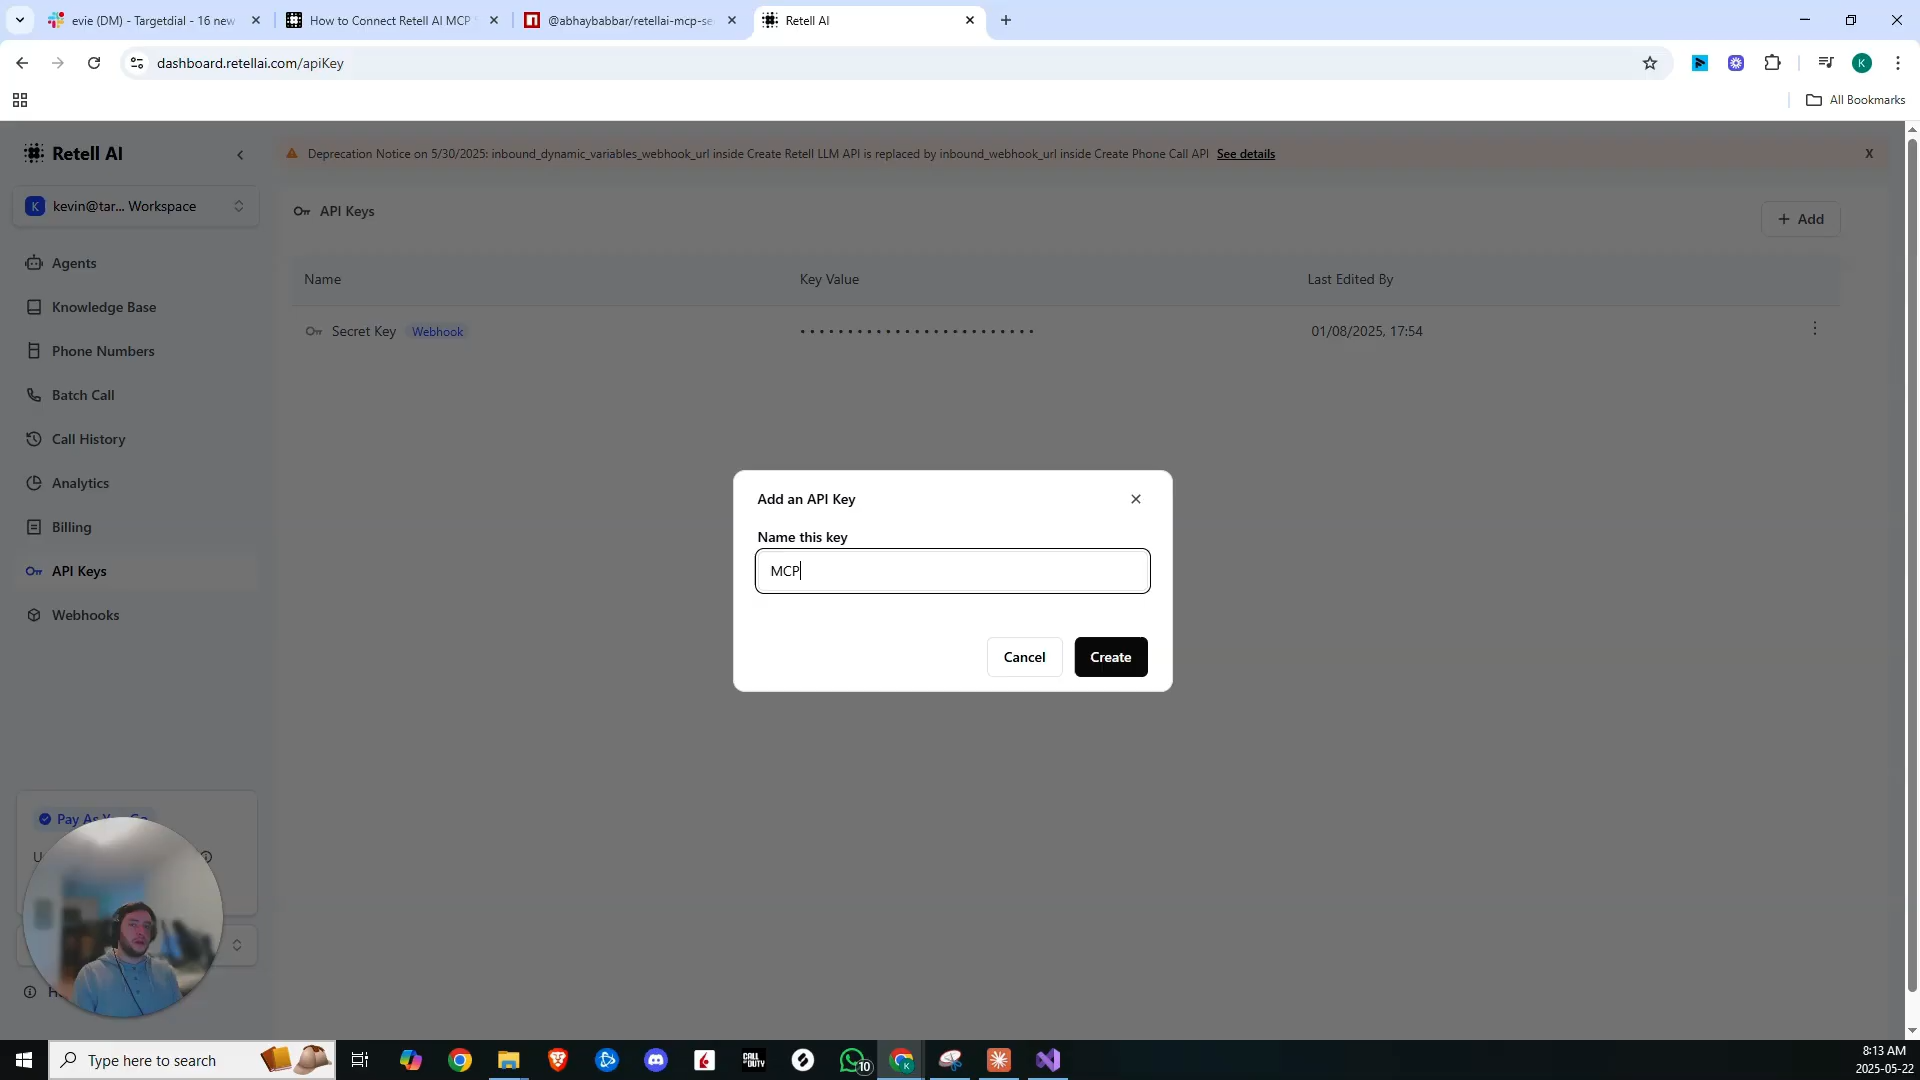 evie (DM) - Targetdial - 16 new
How to Connect Retell AI MCP
@abhaybabbar/retellai-mcp-se
Retell AI
dashboard.retellai.com/apiKey
K
All Bookmarks
Retell AI
Deprecation Notice on 5/30/2025: inbound_dynamic_variables_webhook_url inside Create Retell LLM API is replaced by inbound_webhook_url inside Create Phone Call API See details
X
K kevin@tar... Workspace
API Keys
+ Add
Agents
Knowledge Base
Phone Numbers
Batch Call
Call History
Analytics
Billing
API Keys
Webhooks
Name Key Value Last Edited By
Secret Key Webhook •••••••••••••••••••••••• 01/08/2025, 17:54
Add an API Key
Name this key
MCP
Cancel Create
Pay As You Go
Type here to search
CALL OF DUTY
10
K
8:13 AM
2025-05-22